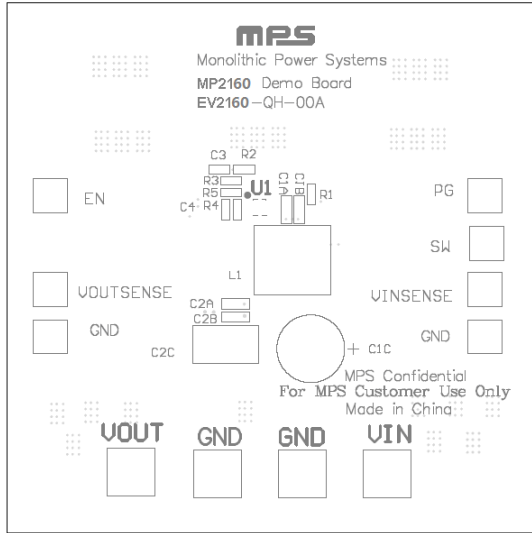 mps
Monolithic Power Systems
MP2160 Demo Board
EV2160-QH-00A
C3 R2
R3
U1
R5
C1A
C1B
R1
C4
R4
EN
PG
SW
L1
VOUTSENSE
VINSENSE
C2A
C2B
GND
GND
C2C
+ C1C
MPS Confidential
For MPS Customer Use Only
Made in China
VOUT GND GND VIN